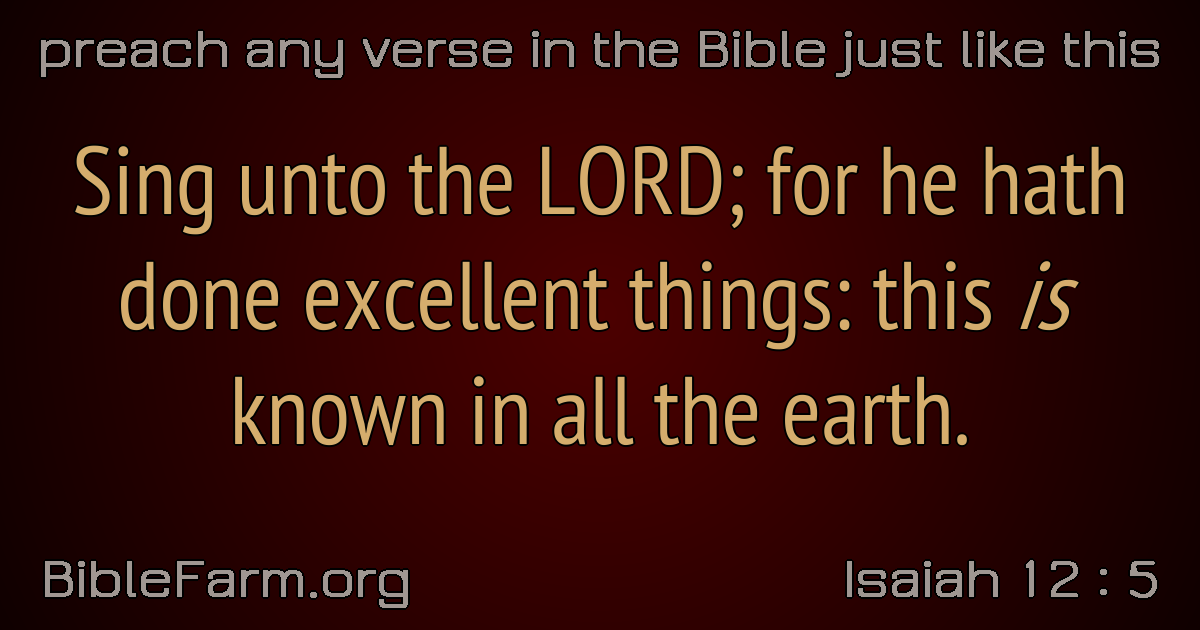 preach any verse in the Bible just like this
Sing unto the LORD; for he hath
done excellent things: this is
known in all the earth.
BibleFarm.org
Isaiah 12 : 5